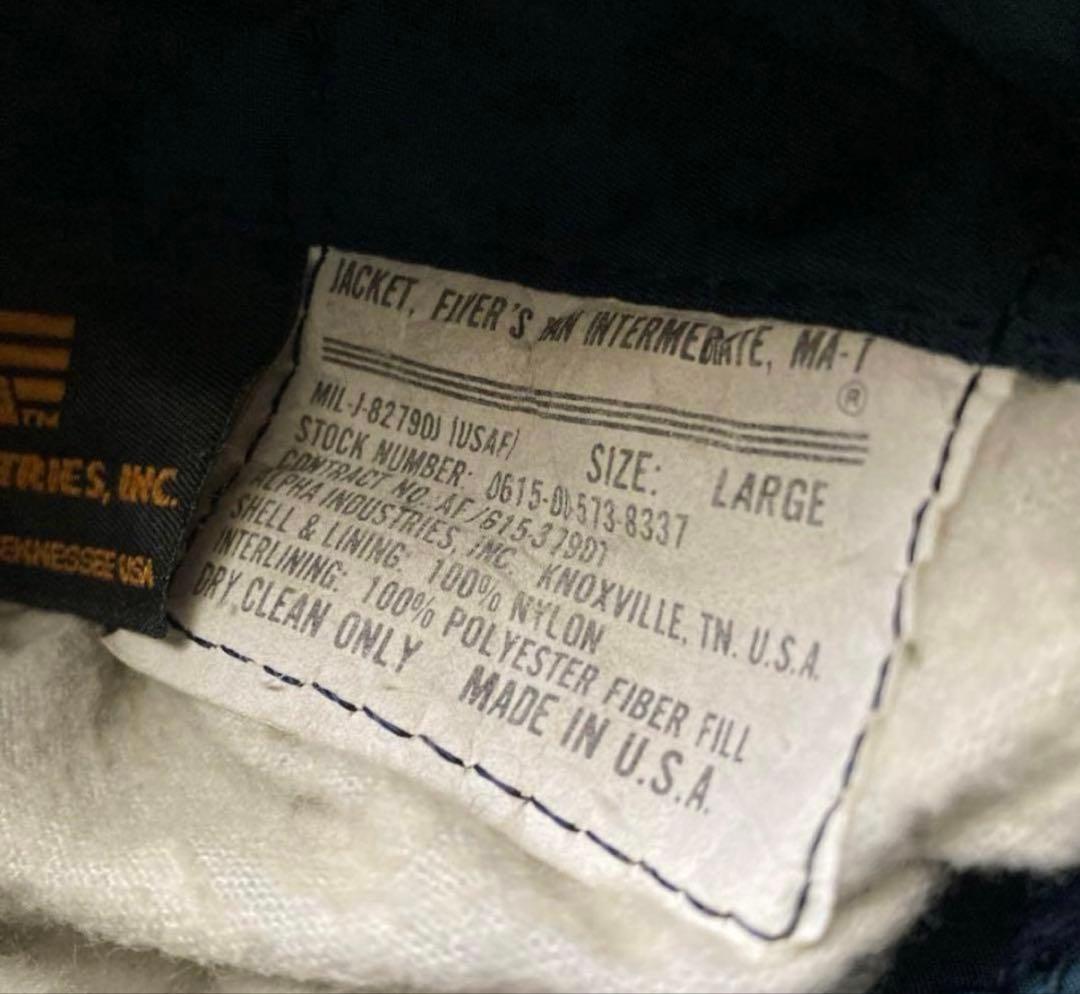 JACKET, FLYER'S MAN INTERMEDIATE, MA-1
®
MIL-J-8279DJ (USAF)
SIZE: LARGE
STOCK NUMBER: 0615-00-573-8337
CONTRACT NO. AF/615-37901
ALPHA INDUSTRIES, INC. KNOXVILLE, TN. U.S.A.
SHELL & LINING 100% NYLON
INTERLINING: 100% POLYESTER FIBER FILL
DRY CLEAN ONLY MADE IN U.S.A.
A™
TRIES, INC.
TENNESSEE USA